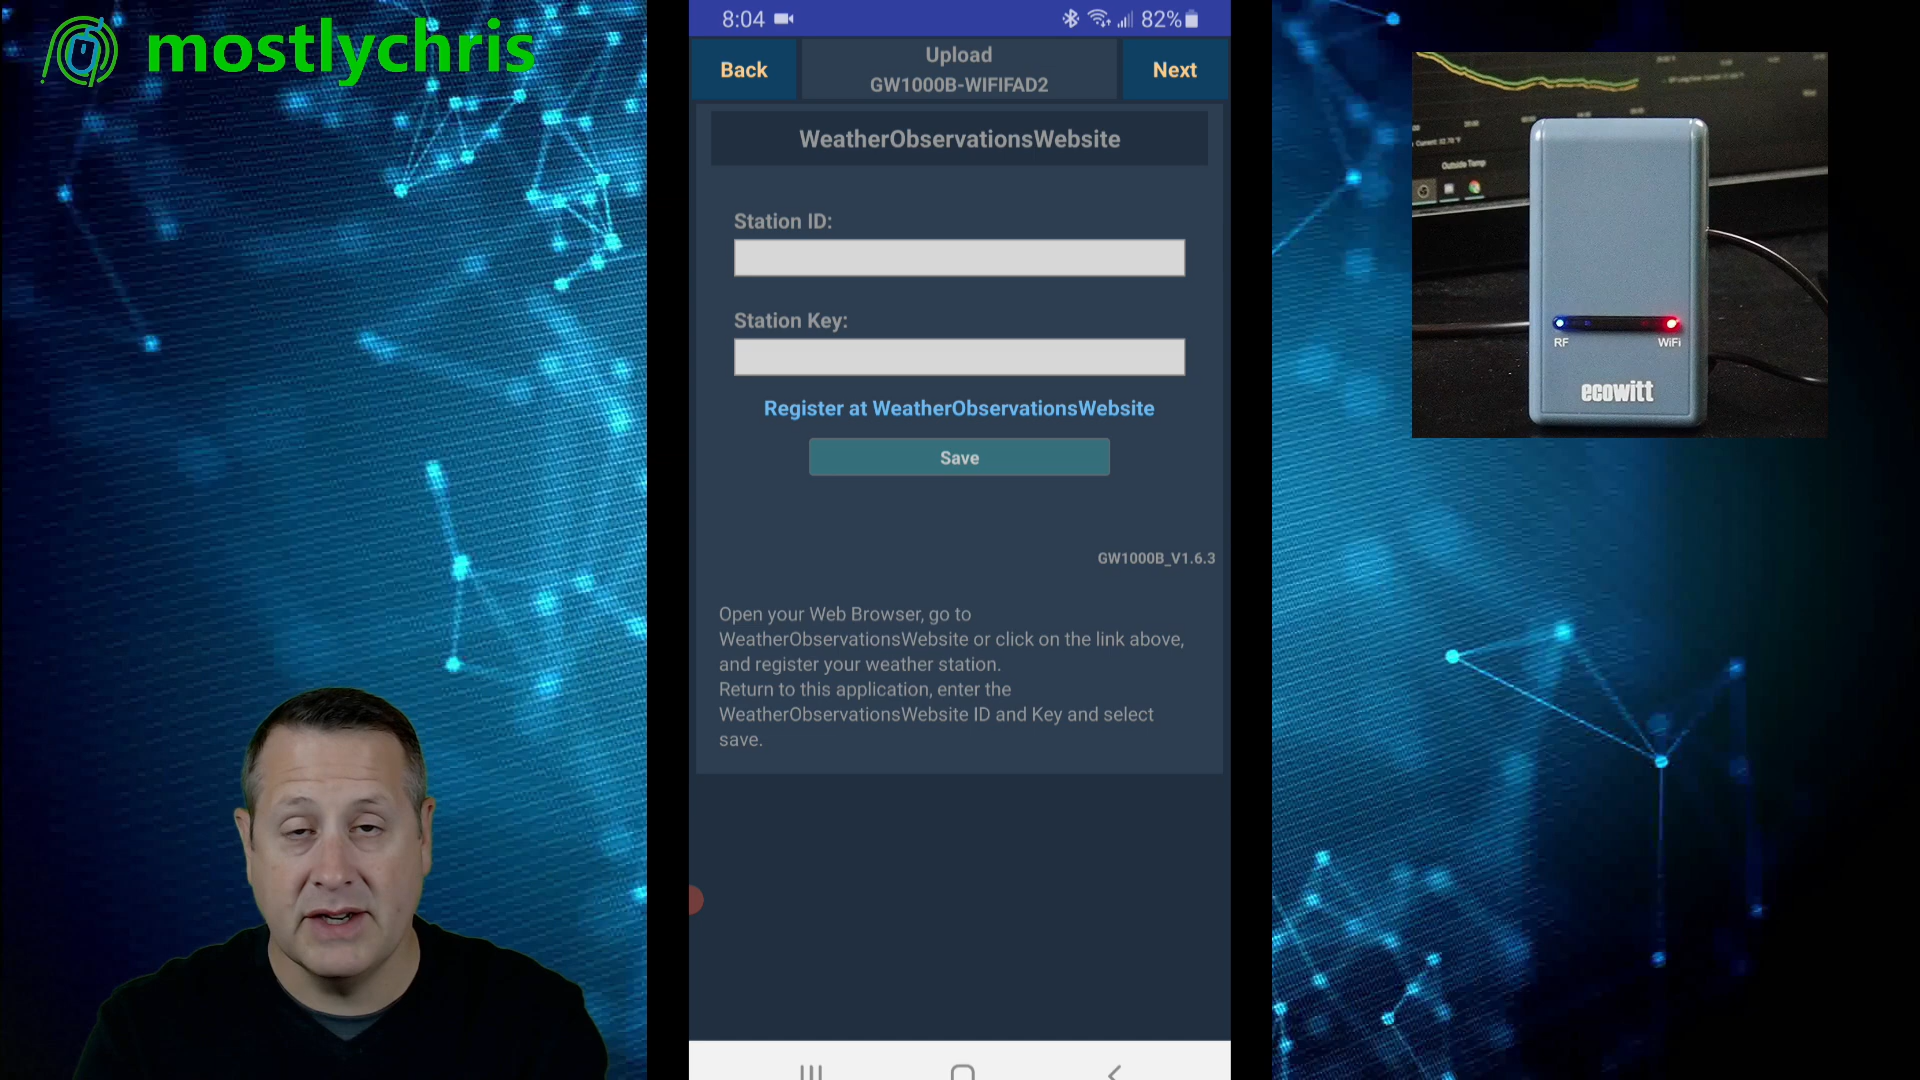 mostlychris
8:04
82%
Back
Upload
GW1000B-WIFIFAD2
Next
WeatherObservationsWebsite
Station ID:
Station Key:
Register at WeatherObservationsWebsite
Save
GW1000B_V1.6.3
Open your Web Browser, go to
WeatherObservationsWebsite or click on the link above,
and register your weather station.
Return to this application, enter the
WeatherObservationsWebsite ID and Key and select
save.
Outside Temp
RF
WiFi
ecowitt